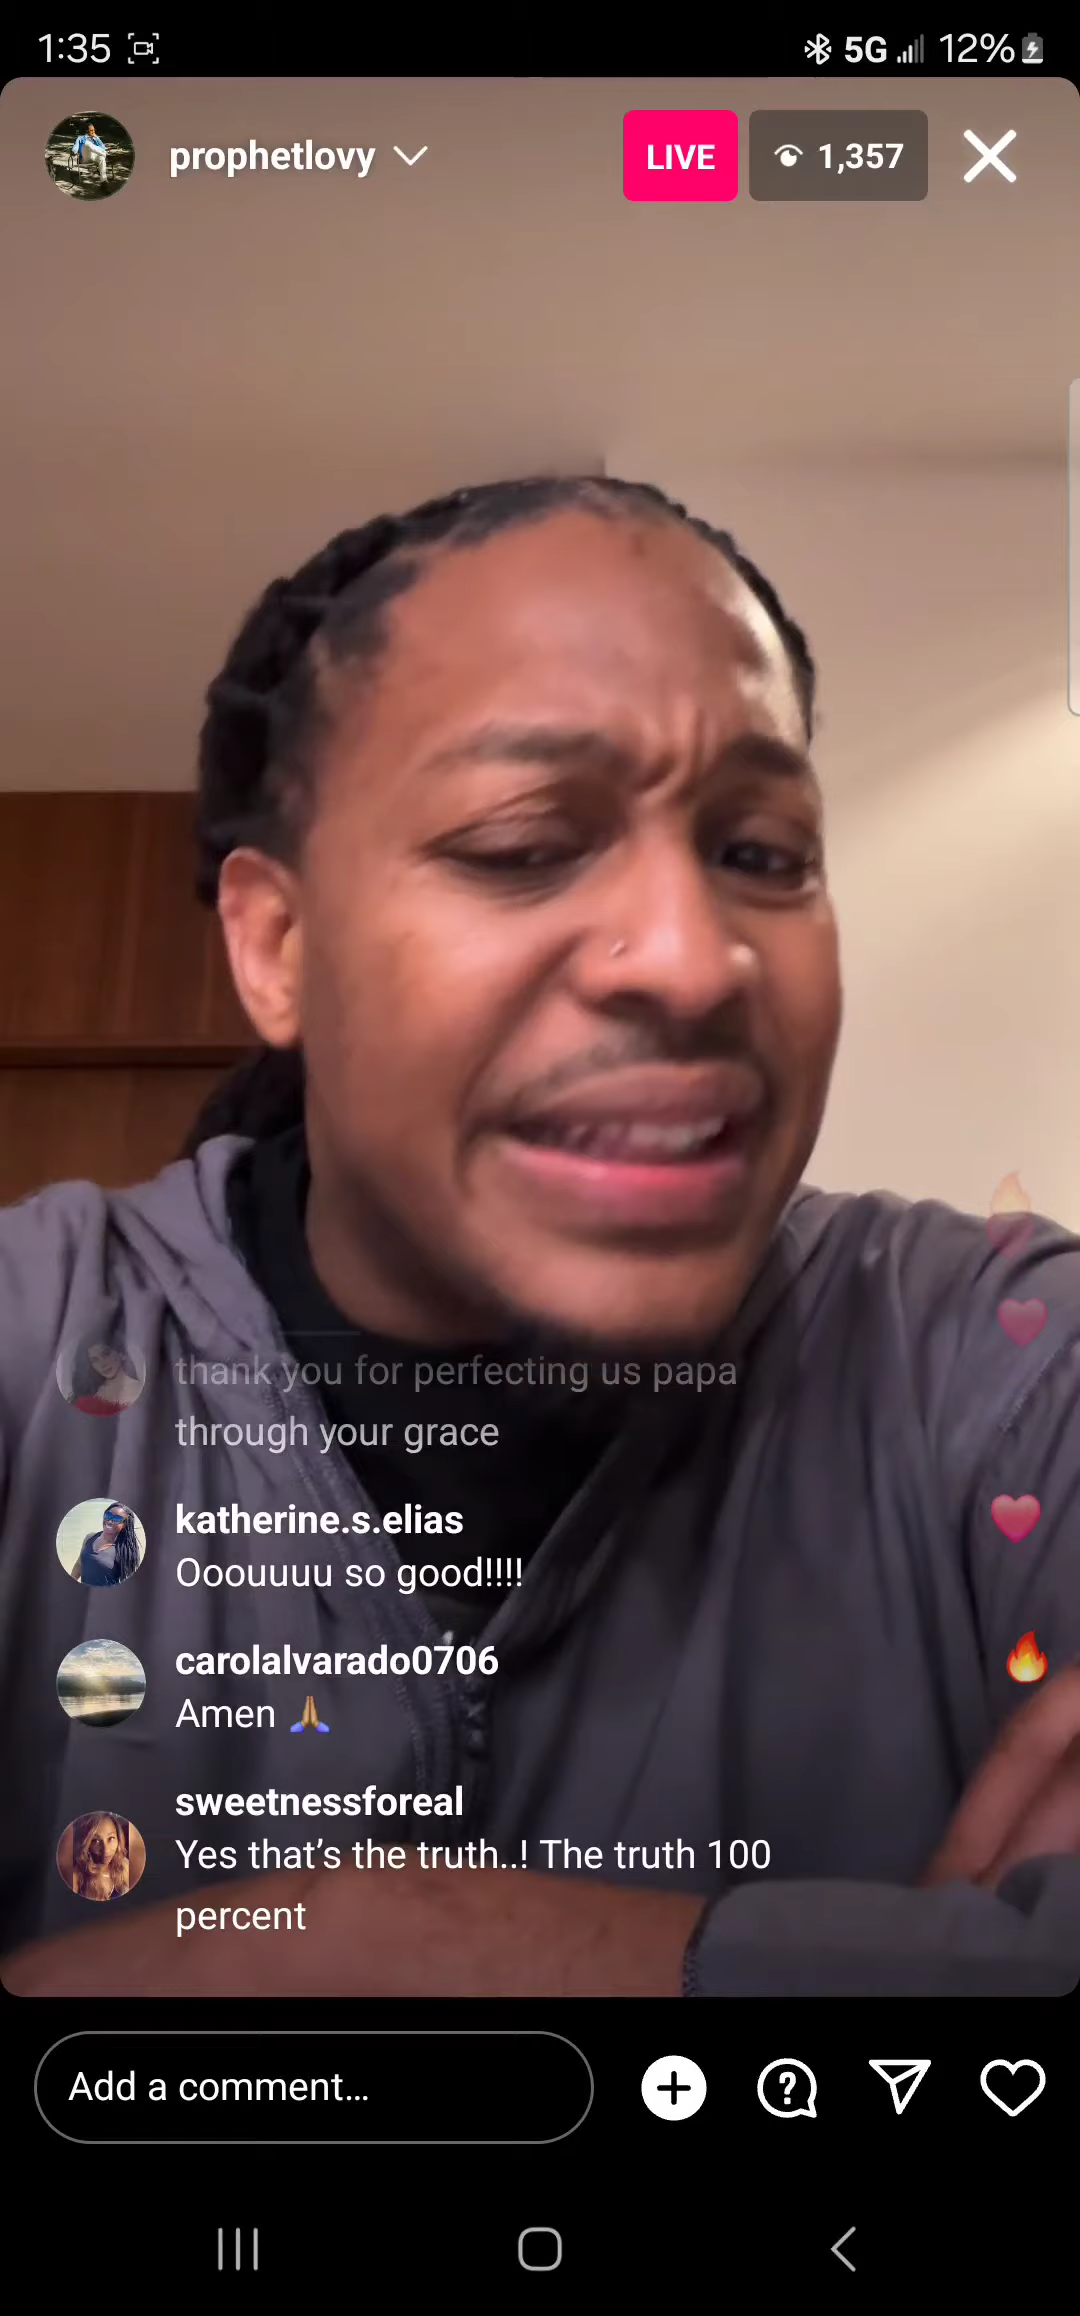 1:35
5G 12%
prophetlovy
LIVE
1,357
thank you for perfecting us papa
through your grace
katherine.s.elias
Ooouuuu so good!!!!
carolalvarado0706
Amen 🙏
sweetnessforeal
Yes that’s the truth..! The truth 100
percent
Add a comment…